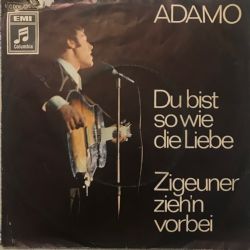 EMI
Columbia
ADAMO
Du bist
so wie
die Liebe
Zigeuner
zieh'n
vorbei